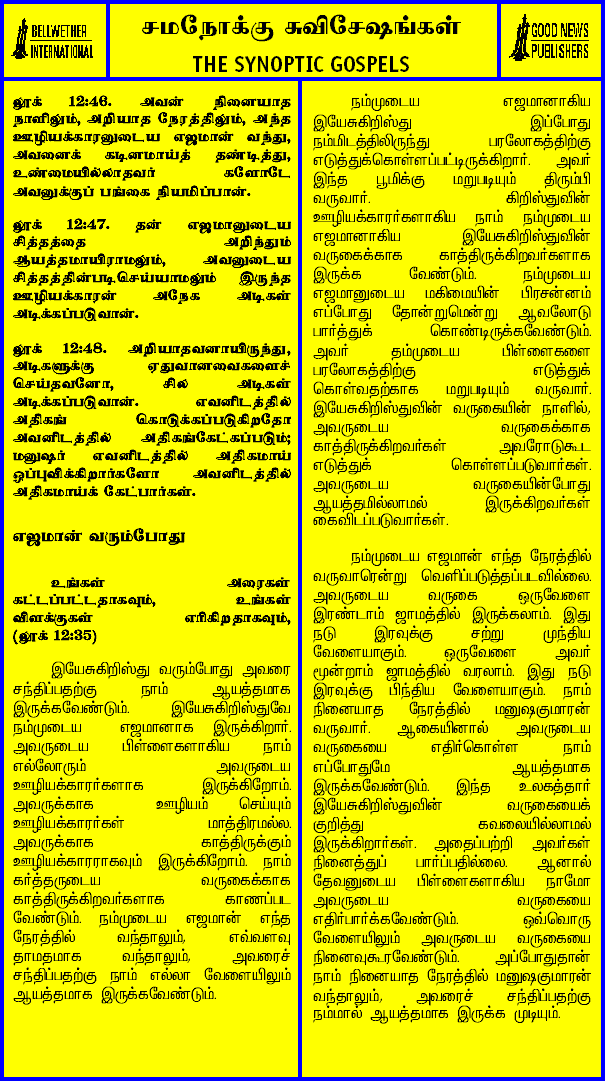 BELLWETHER
INTERNATIONAL
சமநோக்கு சுவிசேஷங்கள்
THE SYNOPTIC GOSPELS
GOOD NEWS
PUBLISHERS
லூக் 12:46. அவன் நினையாத
நாளிலும், அறியாத நேரத்திலும், அந்த
ஊழியக்காரனுடைய எஜமான் வந்து,
அவனைக் கடினமாய்த் தண்டித்து,
உண்மையில்லாதவர் களோடே
அவனுக்குப் பங்கை நியமிப்பான்.
லூக் 12:47. தன் எஜமானுடைய
சித்தத்தை அறிந்தும்
ஆயத்தமாயிராமலும், அவனுடைய
சித்தத்தின்படி.செய்யாமலும் இருந்த
ஊழியக்காரன் அநேக அடிகள்
அடிக்கப்படுவான்.
லூக் 12:48. அறியாதவனாயிருந்து,
அடிகளுக்கு ஏதுவானவைகளைச்
செய்தவனோ, சில அடிகள்
அடிக்கப்படுவான். எவனிடத்தில்
அதிகங் கொடுக்கப்படுகிறதோ
அவனிடத்தில் அதிகங்கேட்கப்படும்;
மனுஷர் எவனிடத்தில் அதிகமாய்
ஒப்புவிக்கிறார்களோ அவனிடத்தில்
அதிகமாய்க் கேட்பார்கள்.
எஜமான் வரும்போது
உங்கள் அரைகள்
கட்டப்பட்டதாகவும், உங்கள்
விளக்குகள் எரிகிறதாகவும்,
(லூக் 12:35)
இயேசுகிறிஸ்து வரும்போது அவரை
சந்திப்பதற்கு நாம் ஆயத்தமாக
இருக்கவேண்டும். இயேசுகிறிஸ்துவே
நம்முடைய எஜமானாக இருக்கிறார்.
அவருடைய பிள்ளைகளாகிய நாம்
எல்லோரும் அவருடைய
ஊழியக்காரர்களாக இருக்கிறோம்.
அவருக்காக ஊழியம் செய்யும்
ஊழியக்காரர்கள் மாத்திரமல்ல.
அவருக்காக காத்திருக்கும்
ஊழியக்காரராகவும் இருக்கிறோம். நாம்
கர்த்தருடைய வருகைக்காக
காத்திருக்கிறவர்களாக காணப்பட
வேண்டும். நம்முடைய எஜமான் எந்த
நேரத்தில் வந்தாலும், எவ்வளவு
தாமதமாக வந்தாலும், அவரைச்
சந்திப்பதற்கு நாம் எல்லா வேளையிலும்
ஆயத்தமாக இருக்கவேண்டும்.
நம்முடைய எஜமானாகிய
இயேசுகிறிஸ்து இப்போது
நம்மிடத்திலிருந்து பரலோகத்திற்கு
எடுத்துக்கொள்ளப்பட்டிருக்கிறார். அவர்
இந்த பூமிக்கு மறுபடியும் திரும்பி
வருவார். கிறிஸ்துவின்
ஊழியக்காரர்களாகிய நாம் நம்முடைய
எஜமானாகிய இயேசுகிறிஸ்துவின்
வருகைக்காக காத்திருக்கிறவர்களாக
இருக்க வேண்டும். நம்முடைய
எஜமானுடைய மகிமையின் பிரசன்னம்
எப்போது தோன்றுமென்று ஆவலோடு
பார்த்துக் கொண்டிருக்கவேண்டும்.
அவர் தம்முடைய பிள்ளைகளை
பரலோகத்திற்கு எடுத்துக்
கொள்வதற்காக மறுபடியும் வருவார்.
இயேசுகிறிஸ்துவின் வருகையின் நாளில்,
அவருடைய வருகைக்காக
காத்திருக்கிறவர்கள் அவரோடுகூட
எடுத்துக் கொள்ளப்படுவார்கள்.
அவருடைய வருகையின்போது
ஆயத்தமில்லாமல் இருக்கிறவர்கள்
கைவிடப்படுவார்கள்.
நம்முடைய எஜமான் எந்த நேரத்தில்
வருவாரென்று வெளிப்படுத்தப்படவில்லை.
அவருடைய வருகை ஒருவேளை
இரண்டாம் ஜாமத்தில் இருக்கலாம். இது
நடு இரவுக்கு சற்று முந்திய
வேளையாகும். ஒருவேளை அவர்
மூன்றாம் ஜாமத்தில் வரலாம். இது நடு
இரவுக்கு பிந்திய வேளையாகும். நாம்
நினையாத நேரத்தில் மனுஷகுமாரன்
வருவார். ஆகையினால் அவருடைய
வருகையை எதிர்கொள்ள நாம்
எப்போதுமே ஆயத்தமாக
இருக்கவேண்டும். இந்த உலகத்தார்
இயேசுகிறிஸ்துவின் வருகையைக்
குறித்து கவலையில்லாமல்
இருக்கிறார்கள். அதைப்பற்றி அவர்கள்
நினைத்துப் பார்ப்பதில்லை. ஆனால்
தேவனுடைய பிள்ளைகளாகிய நாமோ
அவருடைய வருகையை
எதிர்பார்க்கவேண்டும். ஒவ்வொரு
வேளையிலும் அவருடைய வருகையை
நினைவுகூரவேண்டும். அப்போதுதான்
நாம் நினையாத நேரத்தில் மனுஷகுமாரன்
வந்தாலும், அவரைச் சந்திப்பதற்கு
நம்மால் ஆயத்தமாக இருக்க முடியும்.